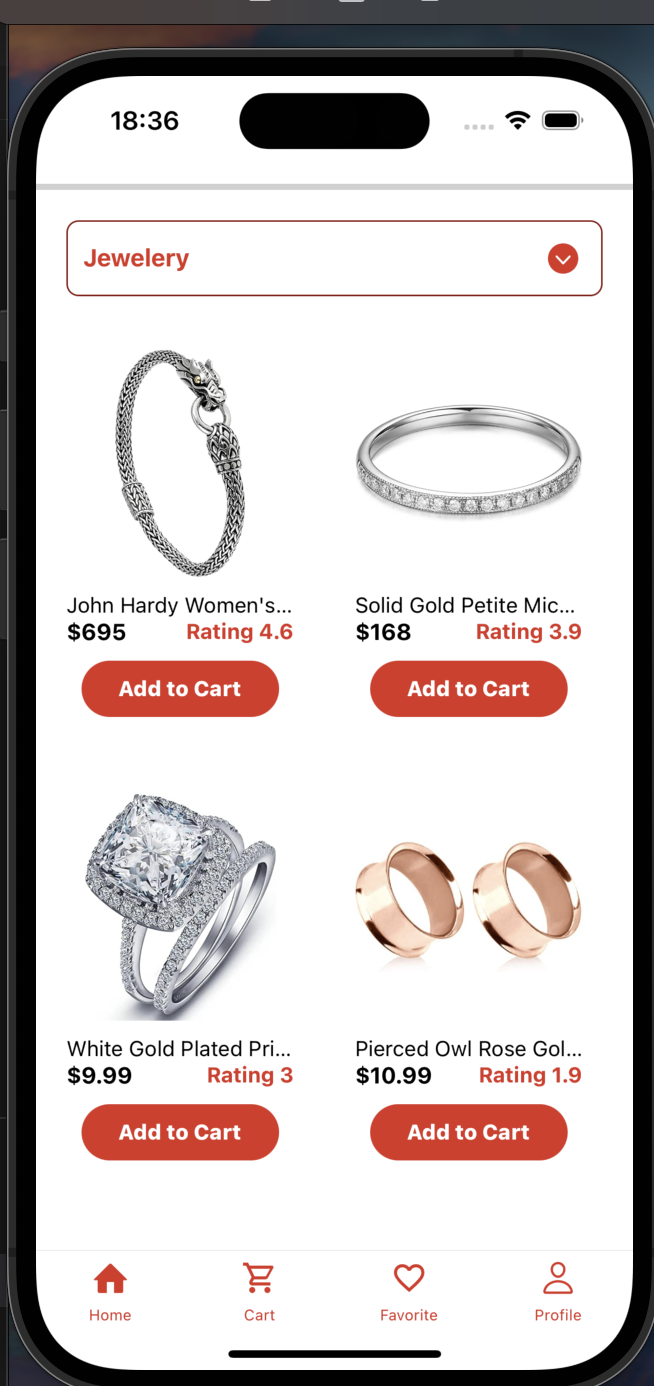 18:36
Jewelery
John Hardy Women's...
Solid Gold Petite Mic...
$695
Rating 4.6
$168
Rating 3.9
Add to Cart
Add to Cart
White Gold Plated Pri...
Pierced Owl Rose Gol...
$9.99
Rating 3
$10.99
Rating 1.9
Add to Cart
Add to Cart
Home
Cart
Favorite
Profile